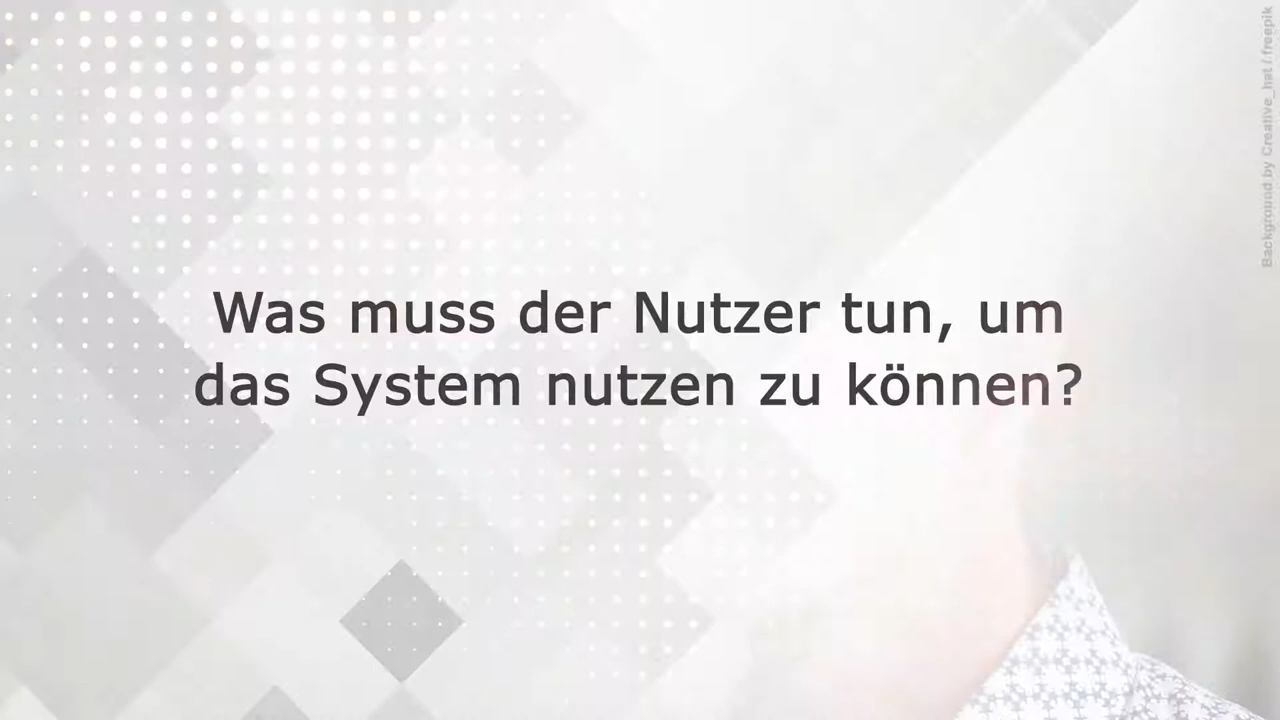 Was muss der Nutzer tun, um
das System nutzen zu können?
Background by Creative_hat / freepik